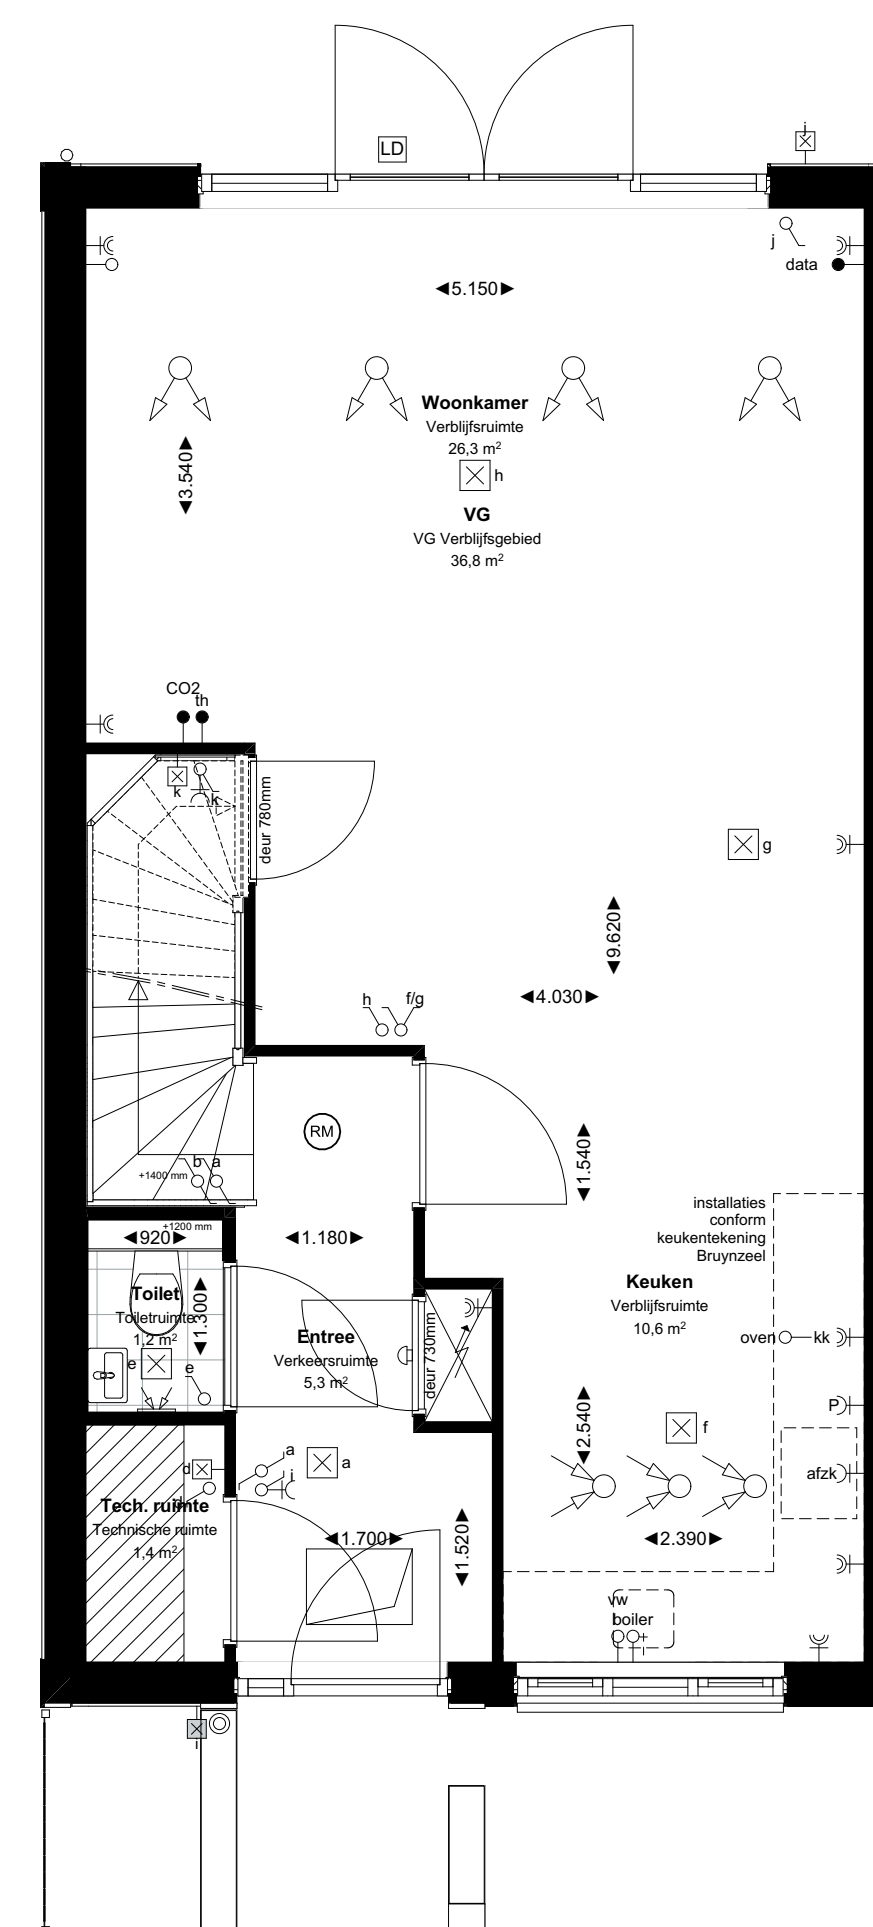 LD
j
j
data
◄5.150►
Woonkamer
Verblijfsruimte
26,3 m²
h
◄3.540►
VG
VG Verblijfsgebied
36,8 m²
CO2
th
k
k
deur 780mm
g
◄9.620►
◄4.030►
h
f/g
RM
◄1.540►
b
a
+1400 mm
+1200 mm
◄920►
◄1.180►
installaties
conform
keukentekening
Bruynzeel
Keuken
Verblijfsruimte
10,6 m²
Toilet
Toiletruimte
1,2 m²
◄1.300►
e
e
Entree
Verkeersruimte
5,3 m²
deur 730mm
oven
kk
P
◄2.540►
f
afzk
a
a
i
d
d
Tech. ruimte
Technische ruimte
1,4 m²
◄1.700►
◄1.520►
◄2.390►
vw
boiler
i